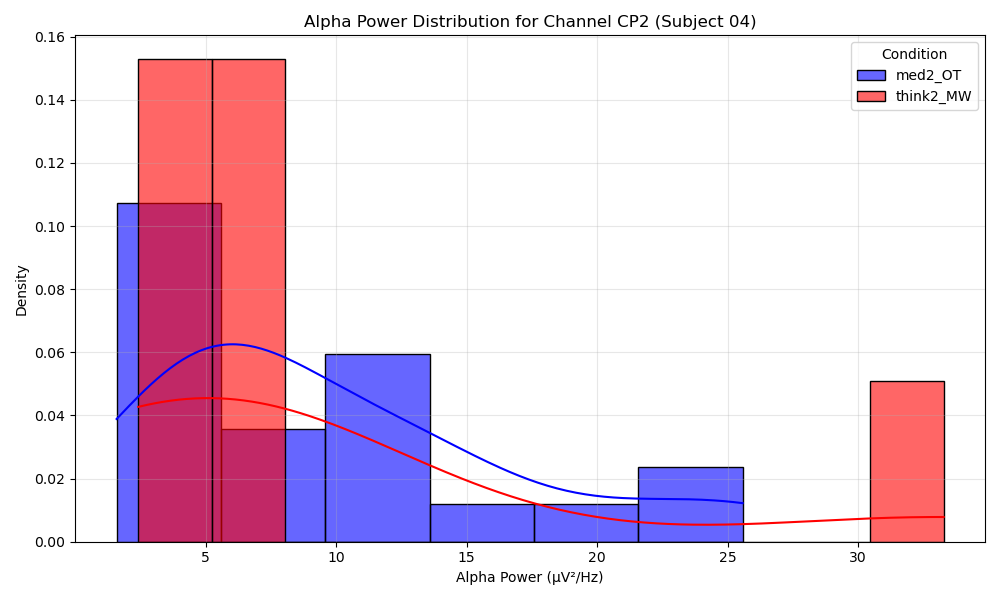 Alpha Power Distribution for Channel CP2 (Subject 04)
Condition
med2_OT
think2_MW
Density
0.16
0.14
0.12
0.10
0.08
0.06
0.04
0.02
0.00
5
10
15
20
25
30
Alpha Power (µV²/Hz)